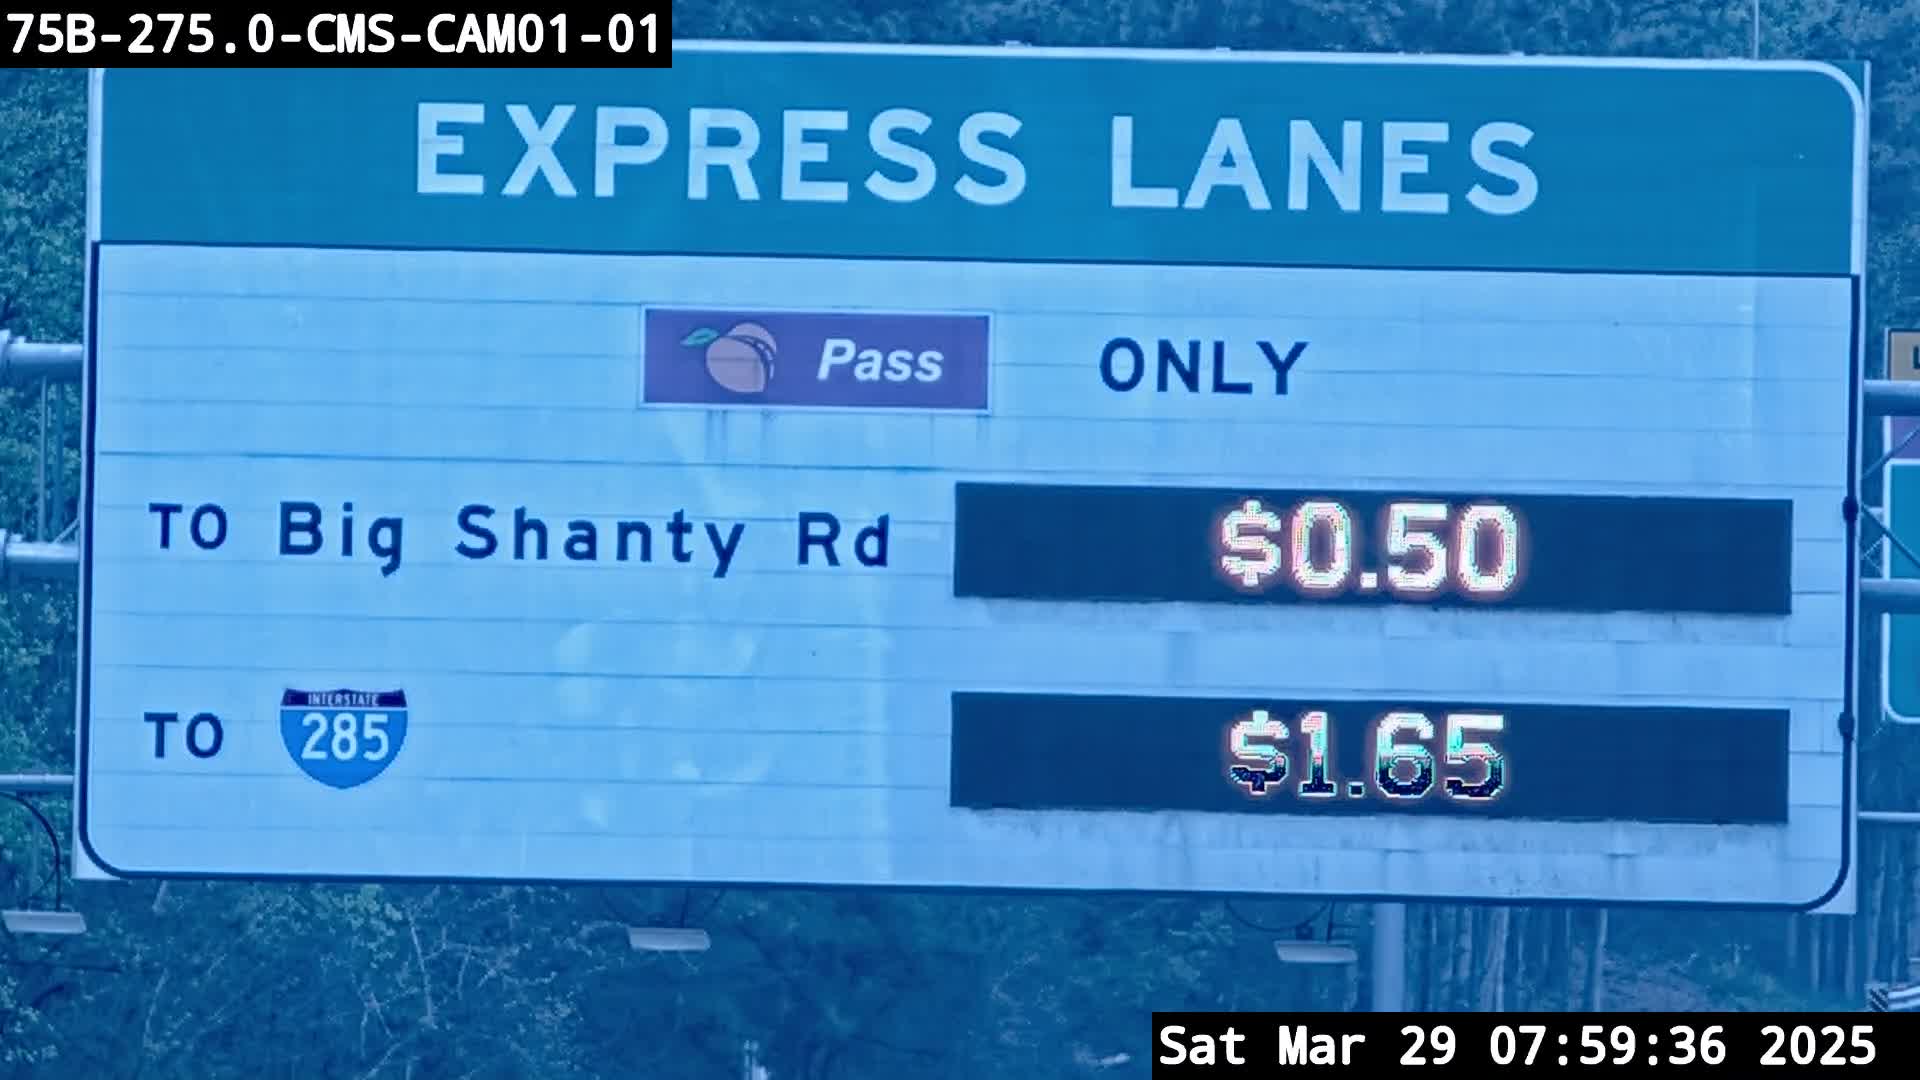 75B-275.0-CMS-CAM01-01
EXPRESS LANES
Pass ONLY
TO Big Shanty Rd $0.50
INTERSTATE
TO 285 $1.65
Sat Mar 29 07:59:36 2025